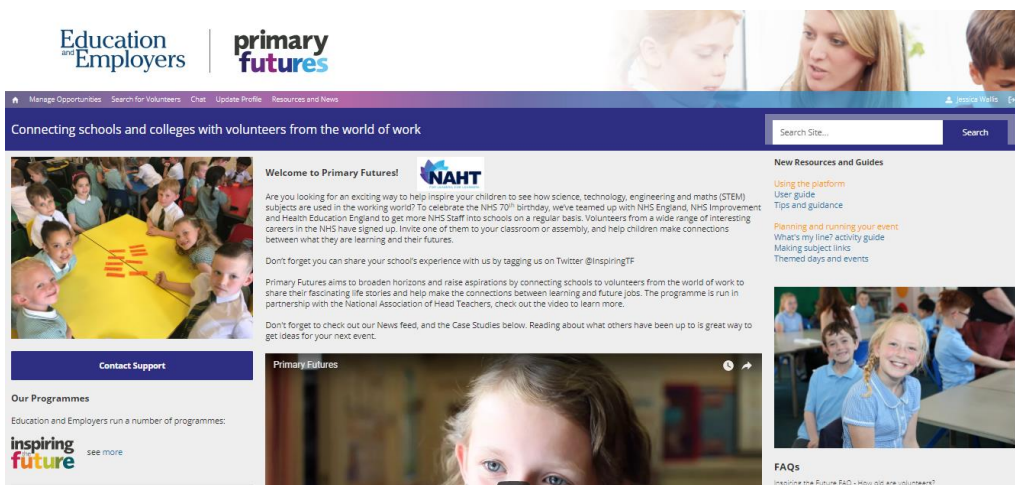 Education
and Employers
primary
futures
Manage Opportunities Search for Volunteers Chat Update Profile Resources and News
Jessica Wallis
Connecting schools and colleges with volunteers from the world of work
Search Site...
Search
Welcome to Primary Futures!
NAHT
Are you looking for an exciting way to help inspire your children to see how science, technology, engineering and maths (STEM)
subjects are used in the working world? To celebrate the NHS 70th birthday, we've teamed up with NHS England, NHS Improvement
and Health Education England to get more NHS Staff into schools on a regular basis. Volunteers from a wide range of interesting
careers in the NHS have signed up. Invite one of them to your classroom or assembly, and help children make connections
between what they are learning and their futures.
Don't forget you can share your school's experience with us by tagging us on Twitter @InspiringTF
Primary Futures aims to broaden horizons and raise aspirations by connecting schools to volunteers from the world of work to
share their fascinating life stories and help make the connections between learning and future jobs. The programme is run in
partnership with the National Association of Head Teachers, check out the video to learn more.
Don't forget to check out our News feed, and the Case Studies below. Reading about what others have been up to is great way to
get ideas for your next event.
Primary Futures
Contact Support
Our Programmes
Education and Employers run a number of programmes:
inspiring
the future
see more
New Resources and Guides
Using the platform
User guide
Tips and guidance
Planning and running your event
What's my line? activity guide
Making subject links
Themed days and events
FAQs
Inspiring the Future FAQ - How old are volunteers?